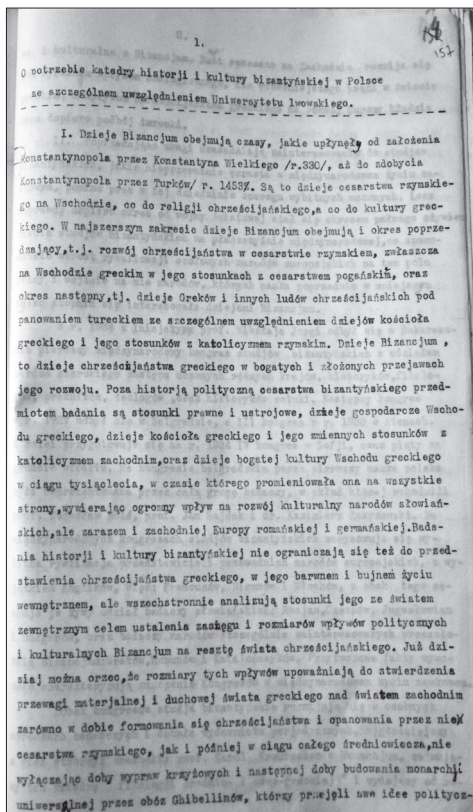 1.
157
O potrzebie katedry historji i kultury bizantyńskiej w Polsce
ze szczególnem uwzględnieniem Uniwersytetu lwowskiego.
I. Dzieje Bizancjum obejmują czasy, jakie upłynęły od założenia
Konstantynopola przez Konstantyna Wielkiego /r.330/, aż do zdobycia
Konstantynopola przez Turków/ r. 1453/. Są to dzieje cesarstwa rzymskie-
go na Wschodzie, co do religji chrześcijańskiego,a co do kultury grec-
kiego. W najszerszym zakresie dzieje Bizancjum obejmują i okres poprze-
dzający,t.j. rozwój chrześcijaństwa w cesarstwie rzymskiem, zwłaszcza
na Wschodzie greckim w jego stosunkach z cesarstwem pogańskim, oraz
okres następny,tj. dzieje Greków i innych ludów chrześcijańskich pod
panowaniem tureckiem ze szczególnem uwzględnieniem dziejów kościoła
greckiego i jego stosunków z katolicyzmem rzymskim. Dzieje Bizancjum ,
to dzieje chrześcijaństwa greckiego w bogatych i złożonych przejawach
jego rozwoju. Poza historją polityczną cesarstwa bizantyńskiego przed-
miotem badania są stosunki prawne i ustrojowe, dzieje gospodarcze Wscho-
du greckiego, dzieje kościoła greckiego i jego zmiennych stosunków z
katolicyzmem zachodnim,oraz dzieje bogatej kultury Wschodu greckiego
w ciągu tysiąclecia, w czasie którego promieniowała ona na wszystkie
strony,wywierając ogromny wpływ na rozwój kulturalny narodów słowiań-
skich,ale zarazem i zachodniej Europy romańskiej i germańskiej.Bada-
nia historji i kultury bizantyńskiej nie ograniczają się też do przed-
stawienia chrześcijaństwa greckiego, w jego barwnem i bujnem życiu
wewnętrznem, ale wszechstronnie analizują stosunki jego ze światem
zewnętrznym celem ustalenia zasięgu i rozmiarów wpływów politycznych
i kulturalnych Bizancjum na resztę świata chrześcijańskiego. Już dzi-
siaj można orzec,że rozmiary tych wpływów upoważniają do stwierdzenia
przewagi materjalnej i duchowej świata greckiego nad światem zachodnim
zarówno w dobie formowania się chrześcijaństwa i opanowania przez nie
cesarstwa rzymskiego, jak i później w ciągu całego średniowiecza,nie
wyłączając doby wypraw krzyżowych i następnej doby budowania monarchji
uniwersalnej przez obóz Ghibellinów, którzy przejęli swe idee politycz